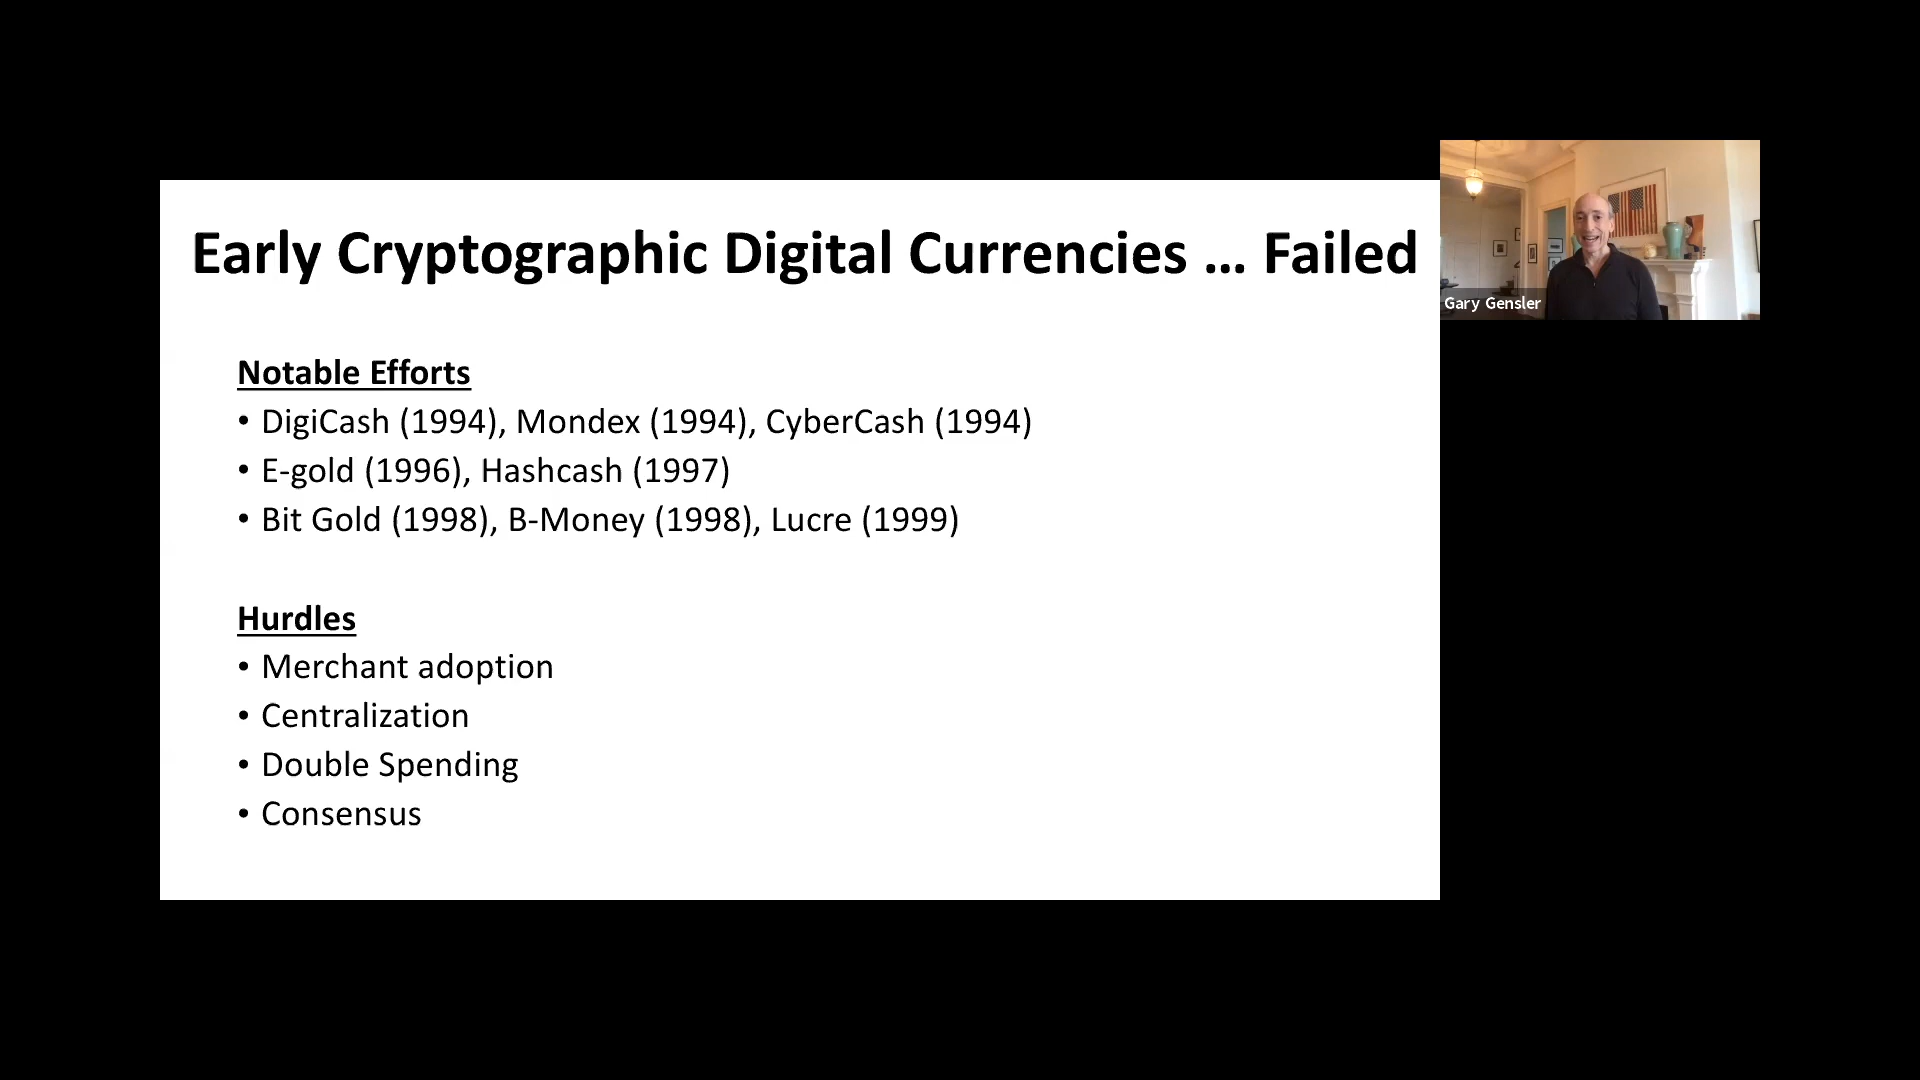 Early Cryptographic Digital Currencies ... Failed
Gary Gensler
Notable Efforts
• DigiCash (1994), Mondex (1994), CyberCash (1994)
• E-gold (1996), Hashcash (1997)
• Bit Gold (1998), B-Money (1998), Lucre (1999)
Hurdles
• Merchant adoption
• Centralization
• Double Spending
• Consensus